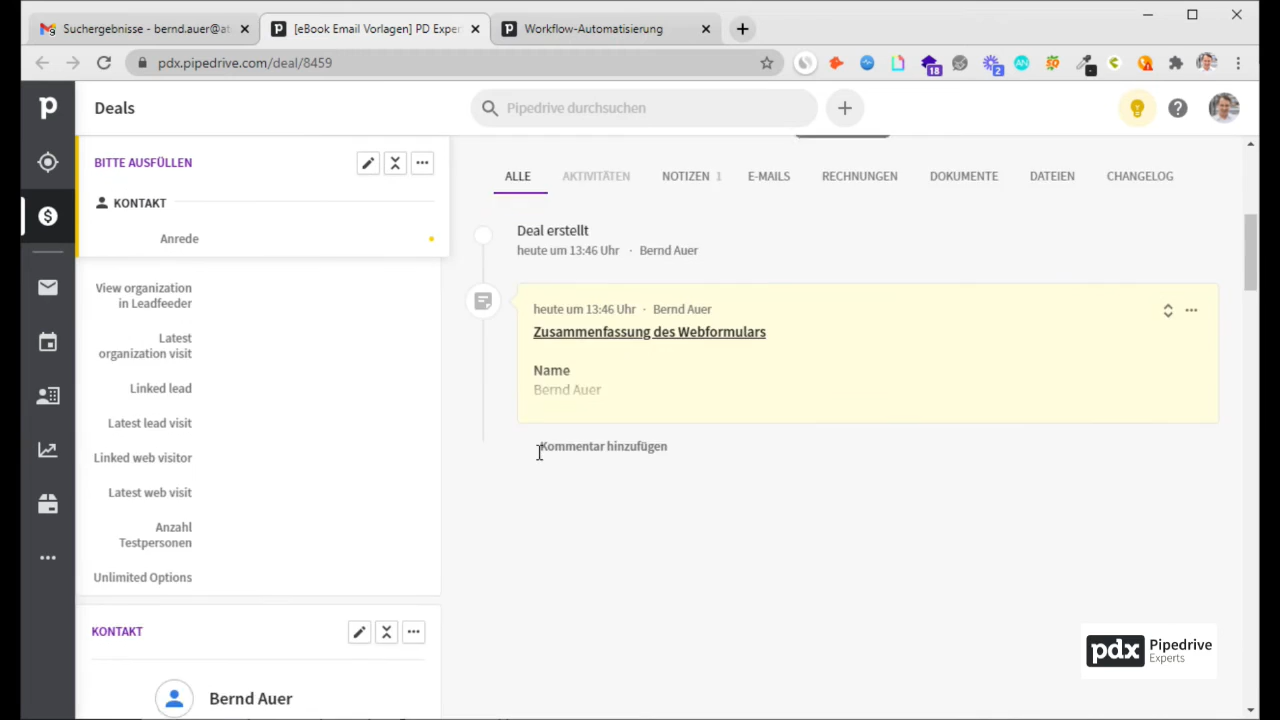 Suchergebnisse - bernd.auer@at
[eBook Email Vorlagen] PD Exper
Workflow-Automatisierung
pdx.pipedrive.com/deal/8459
18
2
AN
p
Deals
Pipedrive durchsuchen
BITTE AUSFÜLLEN
KONTAKT
Anrede
View organization
in Leadfeeder
Latest
organization visit
Linked lead
Latest lead visit
Linked web visitor
Latest web visit
Anzahl
Testpersonen
Unlimited Options
KONTAKT
Bernd Auer
ALLE
AKTIVITÄTEN
NOTIZEN 1
E-MAILS
RECHNUNGEN
DOKUMENTE
DATEIEN
CHANGELOG
Deal erstellt
heute um 13:46 Uhr · Bernd Auer
heute um 13:46 Uhr · Bernd Auer
Zusammenfassung des Webformulars
Name
Bernd Auer
Kommentar hinzufügen
pdx Pipedrive
Experts